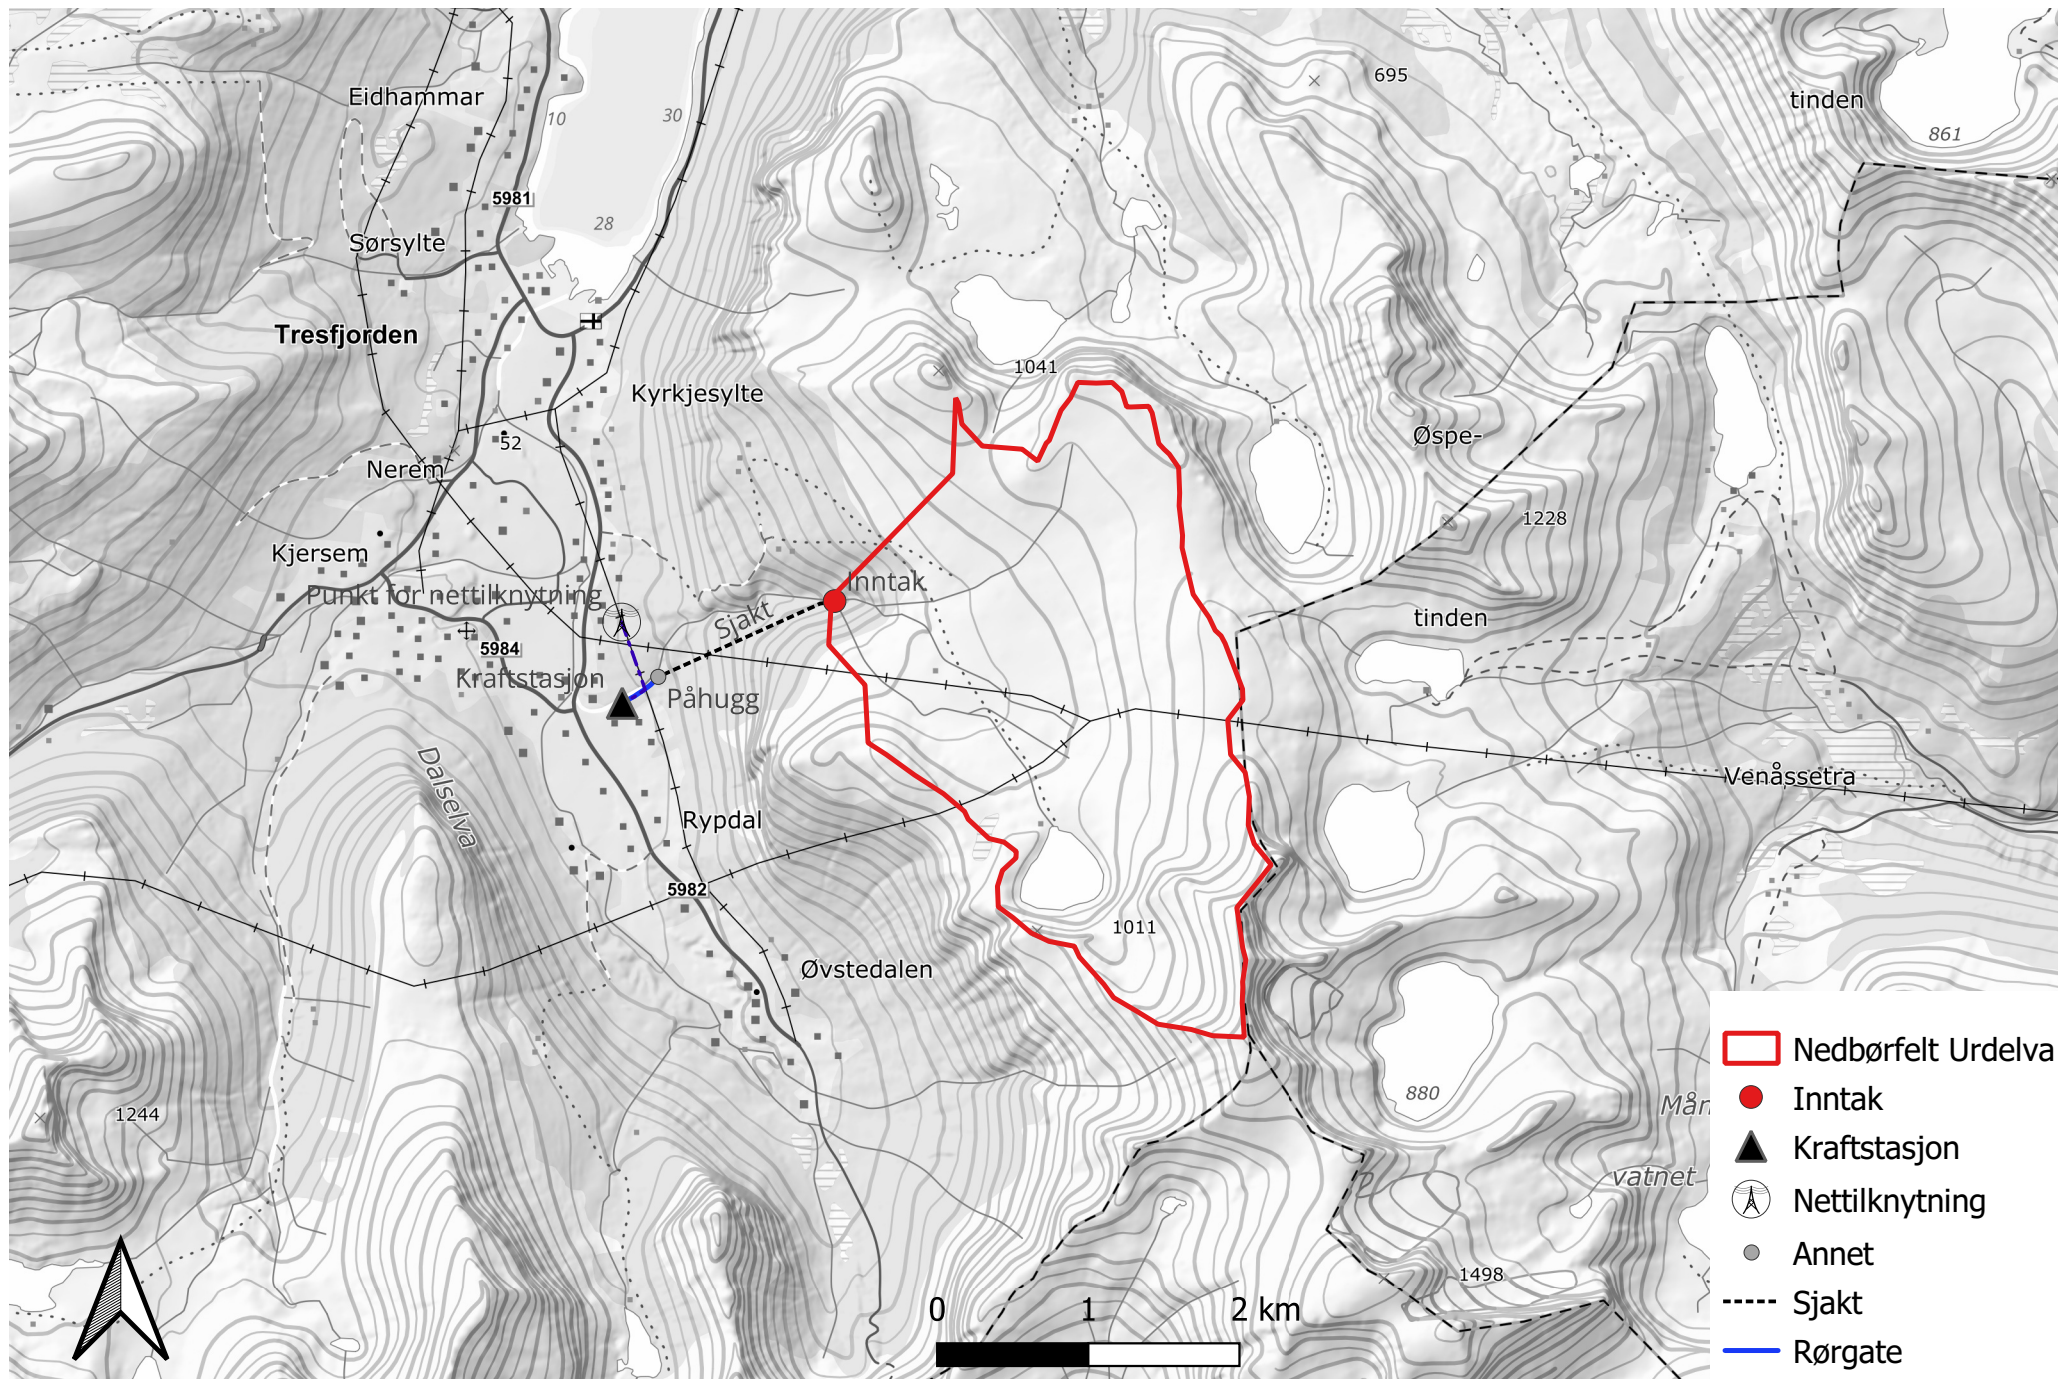 695
tinden
Eidhammar
10
30
861
5981
28
Sørsylte
Tresfjorden
1041
Kyrkjesylte
52
Øspe-
Nerem
1228
Kjersem
Inntak
Punkt for nettilknytning
Sjakt
tinden
5984
Kraftstasjon
Påhugg
Dalselva
Venåssetra
Rypdal
5982
1011
Øvstedalen
880
Mån
1244
vatnet
1498
0 1 2 km
Nedbørfelt Urdelva
Inntak
Kraftstasjon
Nettilknytning
Annet
Sjakt
Rørgate